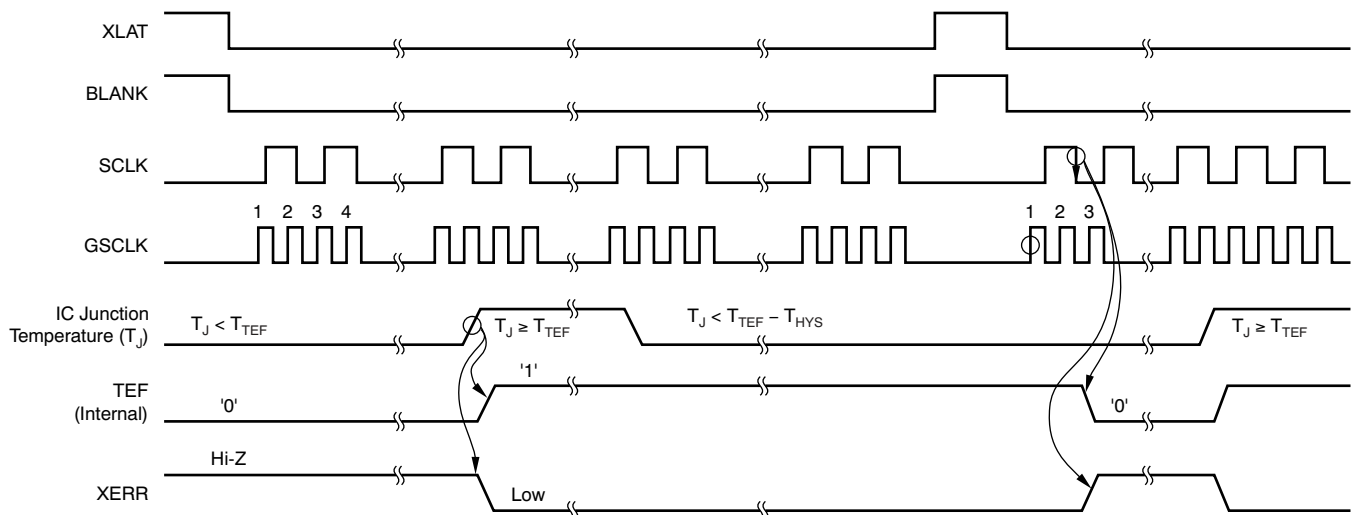 XLAT
BLANK
SCLK
1 2 3 4 1 2 3
GSCLK
IC Junction
Temperature (TJ)
TJ < TTEF
TJ ≥ TTEF
TJ < TTEF – THYS
TJ ≥ TTEF
TEF
(Internal)
'0'
'1'
'0'
Hi-Z
XERR
Low